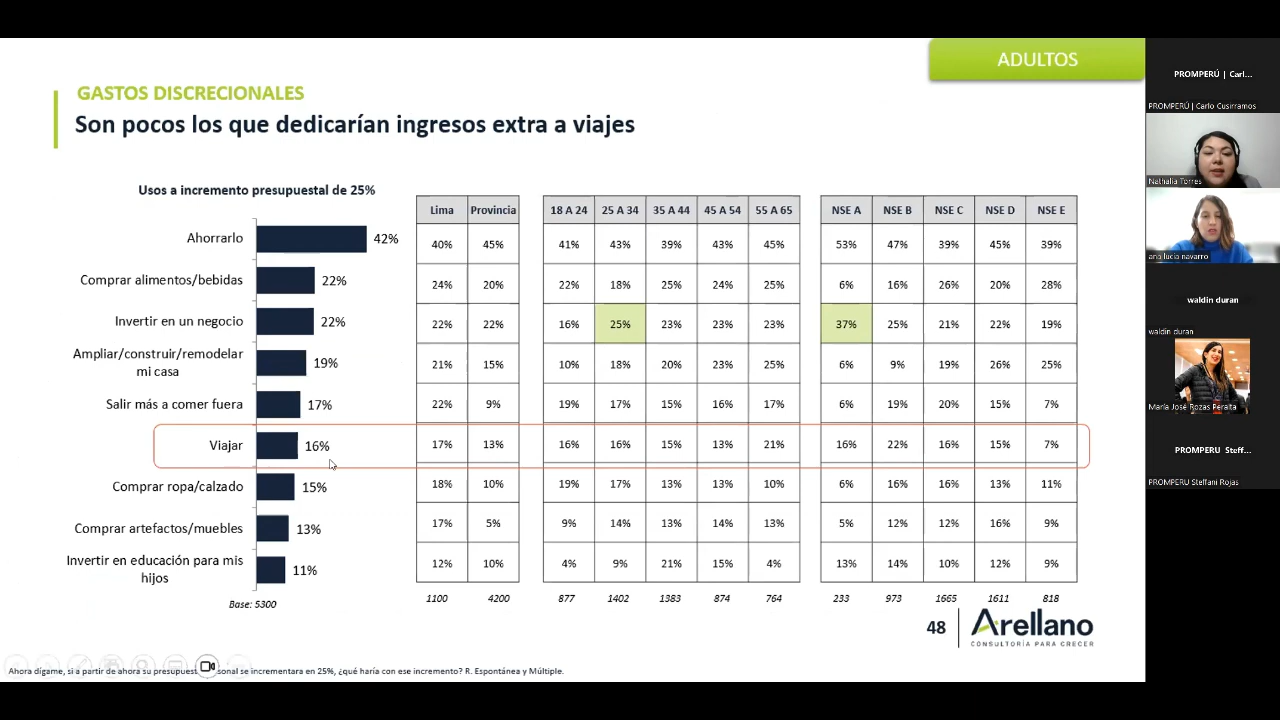 ADULTOS
GASTOS DISCRECIONALES
Son pocos los que dedicarían ingresos extra a viajes
Usos a incremento presupuestal de 25%
Lima Provincia 18 A 24 25 A 34 35 A 44 45 A 54 55 A 65 NSE A NSE B NSE C NSE D NSE E
Ahorrarlo 42% 40% 45% 41% 43% 39% 43% 45% 53% 47% 39% 45% 39%
Comprar alimentos/bebidas 22% 24% 20% 22% 18% 25% 24% 25% 6% 16% 26% 20% 28%
Invertir en un negocio 22% 22% 22% 16% 25% 23% 23% 23% 37% 25% 21% 22% 19%
Ampliar/construir/remodelar
mi casa 19% 21% 15% 10% 18% 20% 23% 25% 6% 9% 19% 26% 25%
Salir más a comer fuera 17% 22% 9% 19% 17% 15% 16% 17% 6% 19% 20% 15% 7%
Viajar 16% 17% 13% 16% 16% 15% 13% 21% 16% 22% 16% 15% 7%
Comprar ropa/calzado 15% 18% 10% 19% 17% 13% 13% 10% 6% 16% 16% 13% 11%
Comprar artefactos/muebles 13% 17% 5% 9% 14% 13% 14% 13% 5% 12% 12% 16% 9%
Invertir en educación para mis
hijos 11% 12% 10% 4% 9% 21% 15% 4% 13% 14% 10% 12% 9%
Base: 5300 1100 4200 877 1402 1383 874 764 233 973 1665 1611 818
48
Arellano
CONSULTORÍA PARA CRECER
Ahora dígame, si a partir de ahora su presupuest sonal se incrementara en 25%, ¿qué haría con ese incremento? R. Espontánea y Múltiple.
PROMPERÚ | Carl...
PROMPERÚ | Carlo Cusirramos
Nathalia Torres
ana lucia navarro
waldin duran
waldin duran
María José Rozas Peralta
PROMPERU Steff...
PROMPERU Steffani Rojas